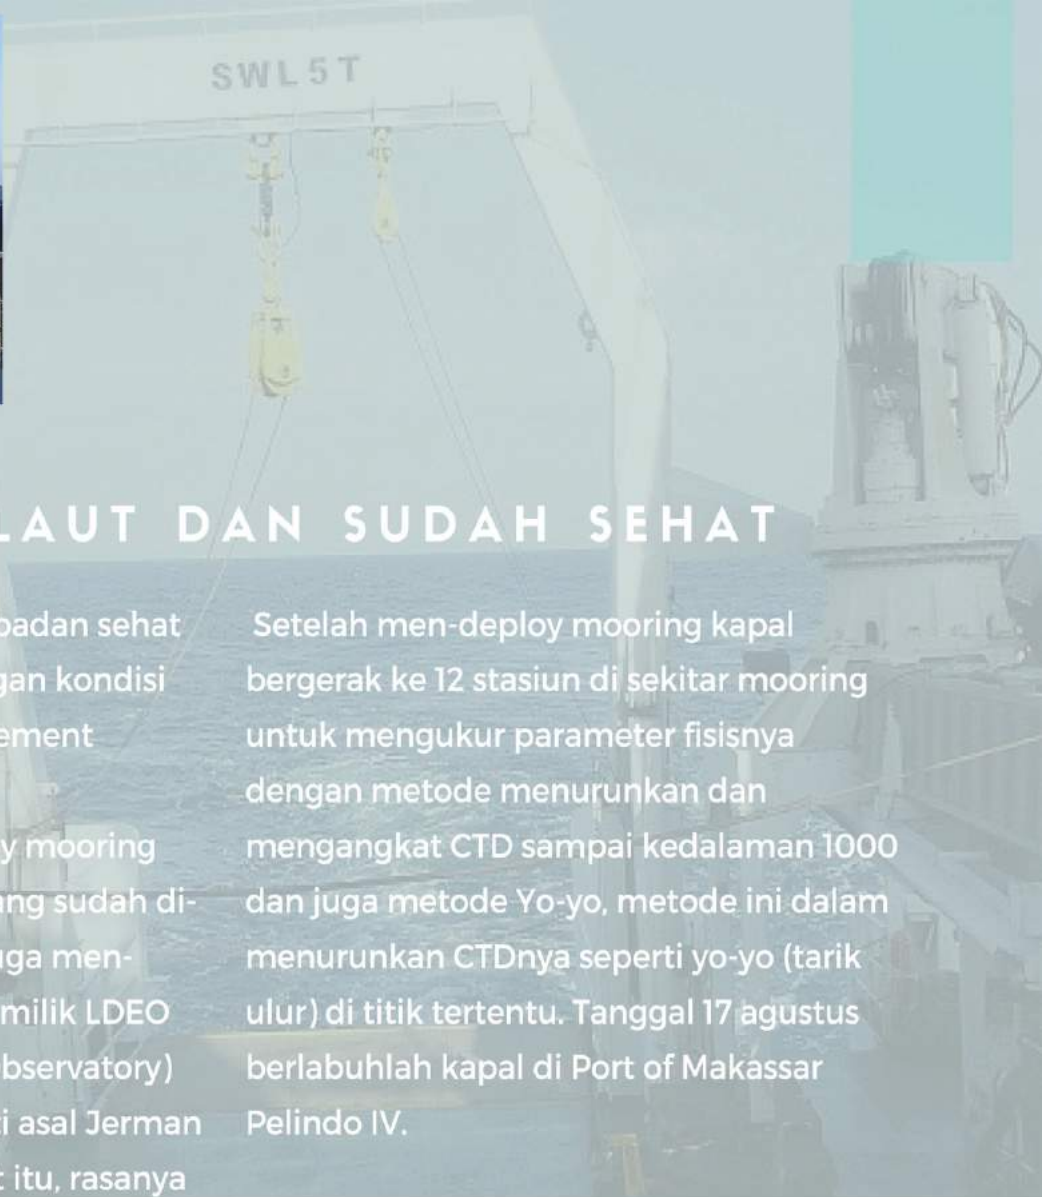 SWL5T
LAUT DAN SUDAH SEHAT
badan sehat
gan kondisi
ement
y mooring
ang sudah di-
uga men-
milik LDEO
bservatory)
ti asal Jerman
t itu, rasanya
Setelah men-deploy mooring kapal
bergerak ke 12 stasiun di sekitar mooring
untuk mengukur parameter fisisnya
dengan metode menurunkan dan
mengangkat CTD sampai kedalaman 1000
dan juga metode Yo-yo, metode ini dalam
menurunkan CTDnya seperti yo-yo (tarik
ulur) di titik tertentu. Tanggal 17 agustus
berlabuhlah kapal di Port of Makassar
Pelindo IV.